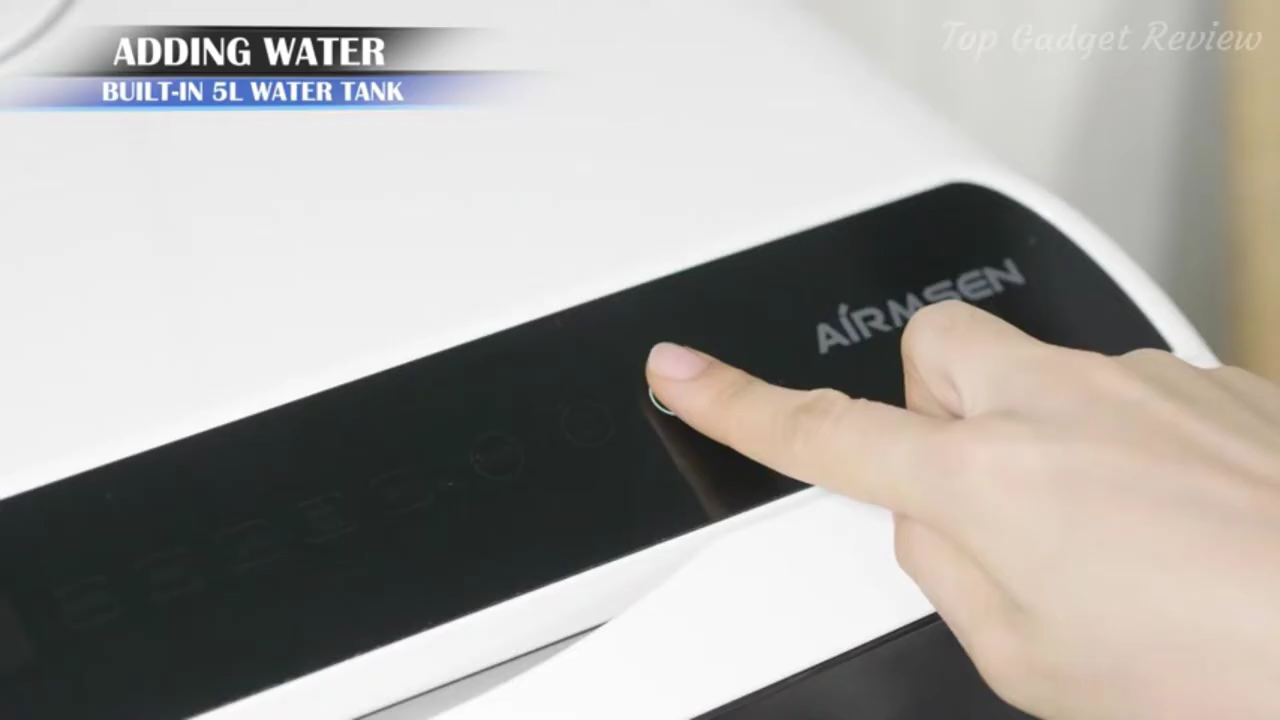 ADDING WATER
BUILT-IN 5L WATER TANK
Top Gadget Review
AIRMSEN